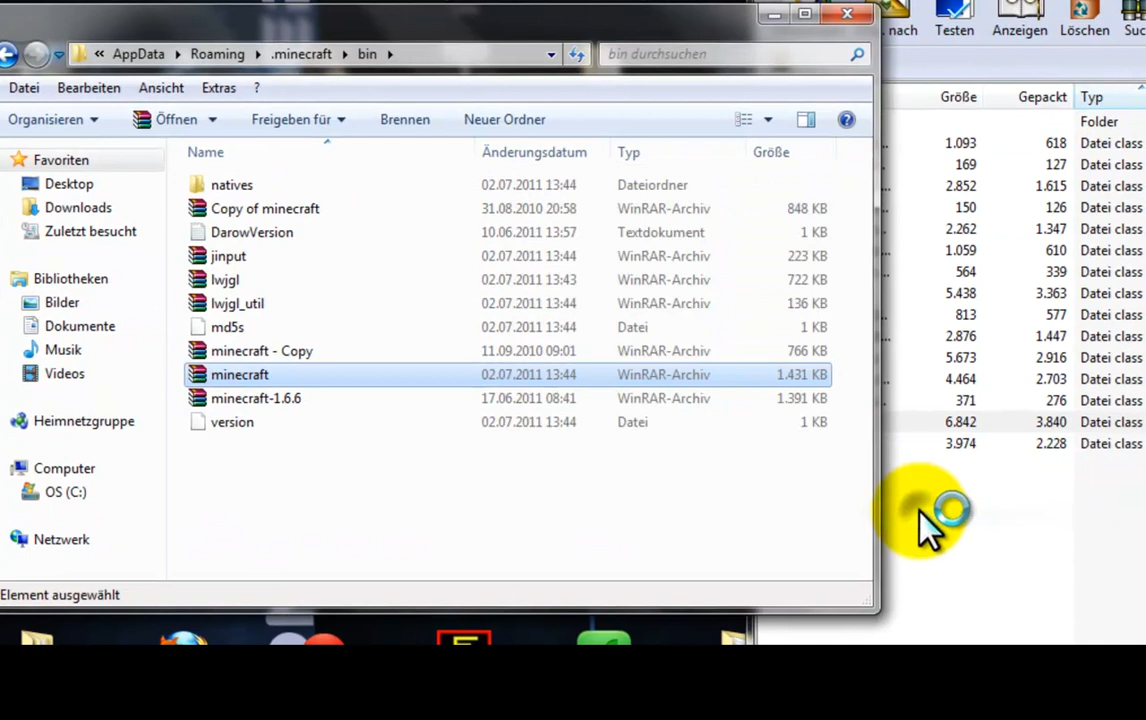 « AppData Roaming .minecraft bin
bin durchsuchen
Datei Bearbeiten Ansicht Extras ?
Organisieren Öffnen Freigeben für Brennen Neuer Ordner
Name Änderungsdatum Typ Größe
Favoriten
Desktop
Downloads
Zuletzt besucht
Bibliotheken
Bilder
Dokumente
Musik
Videos
Heimnetzgruppe
Computer
OS (C:)
Netzwerk
natives 02.07.2011 13:44 Dateiordner
Copy of minecraft 31.08.2010 20:58 WinRAR-Archiv 848 KB
DarowVersion 10.06.2011 13:57 Textdokument 1 KB
jinput 02.07.2011 13:44 WinRAR-Archiv 223 KB
lwjgl 02.07.2011 13:43 WinRAR-Archiv 722 KB
lwjgl_util 02.07.2011 13:44 WinRAR-Archiv 136 KB
md5s 02.07.2011 13:44 Datei 1 KB
minecraft - Copy 11.09.2010 09:01 WinRAR-Archiv 766 KB
minecraft 02.07.2011 13:44 WinRAR-Archiv 1.431 KB
minecraft-1.6.6 17.06.2011 08:41 WinRAR-Archiv 1.391 KB
version 02.07.2011 13:44 Datei 1 KB
Element ausgewählt
. nach Testen Anzeigen Löschen Suc
Größe Gepackt Typ
Folder
1.093 618 Datei class
169 127 Datei class
2.852 1.615 Datei class
150 126 Datei class
2.262 1.347 Datei class
1.059 610 Datei class
564 339 Datei class
5.438 3.363 Datei class
813 577 Datei class
2.876 1.447 Datei class
5.673 2.916 Datei class
4.464 2.703 Datei class
371 276 Datei class
6.842 3.840 Datei class
3.974 2.228 Datei class